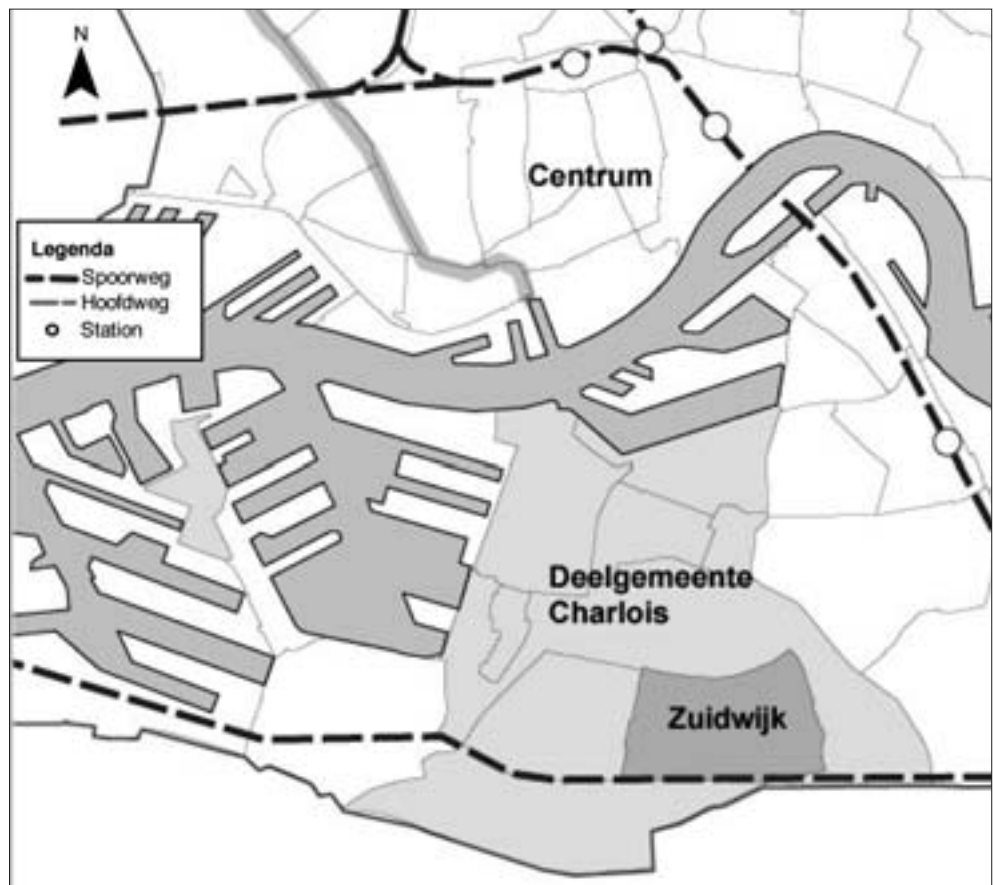 N
Centrum
Legenda
Spoorweg
Hoofdweg
Station
Deelgemeente
Charlois
Zuidwijk